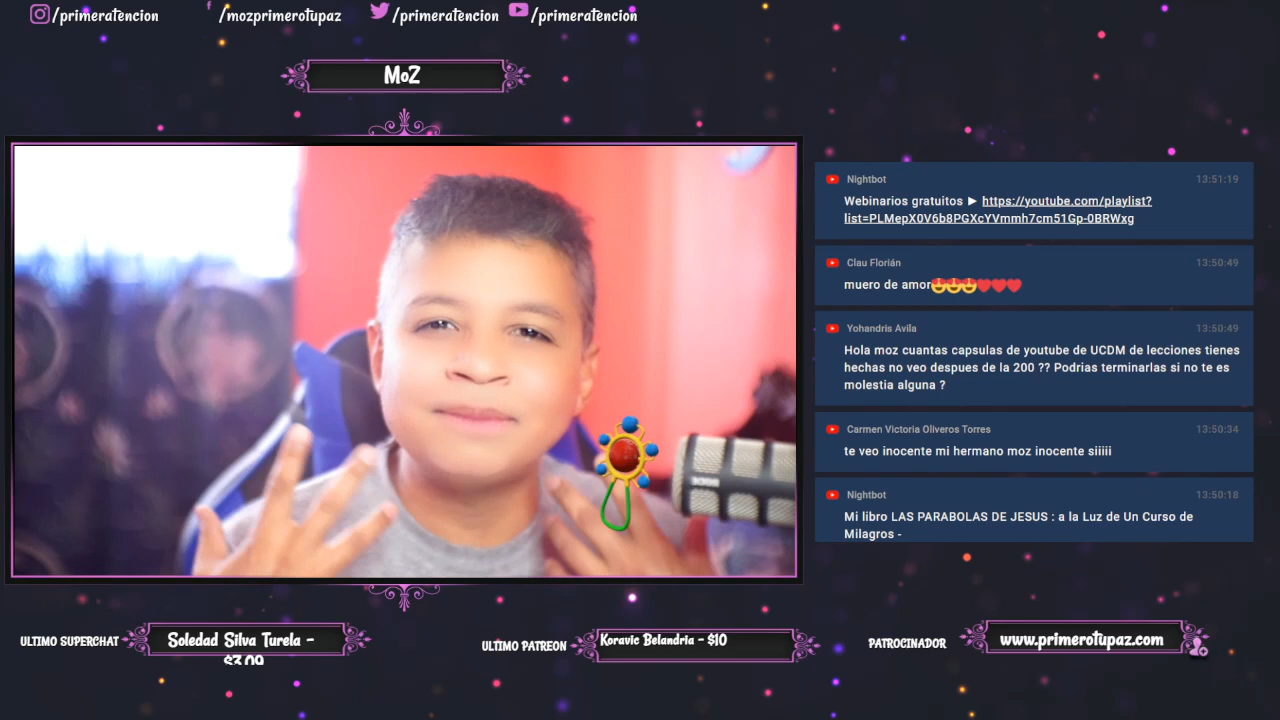 /primeratencion
/mozprimerotupaz
/primeratencion
/primeratencion
MoZ
Nightbot 13:51:19
Webinarios gratuitos ► https://youtube.com/playlist?
list=PLMepX0V6b8PGXcYVmmh7cm51Gp-0BRWxg
Clau Florián 13:50:49
muero de amor😍😍😍❤❤❤
Yohandris Avila 13:50:49
Hola moz cuantas capsulas de youtube de UCDM de lecciones tienes
hechas no veo despues de la 200 ?? Podrias terminarlas si no te es
molestia alguna ?
Carmen Victoria Oliveros Torres 13:50:34
te veo inocente mi hermano moz inocente siiiii
Nightbot 13:50:18
Mi libro LAS PARABOLAS DE JESUS : a la Luz de Un Curso de
Milagros -
ULTIMO SUPERCHAT
Soledad Silva Turela -
ULTIMO PATREON
Koravic Belandria - $10
PATROCINADOR
www.primerotupaz.com